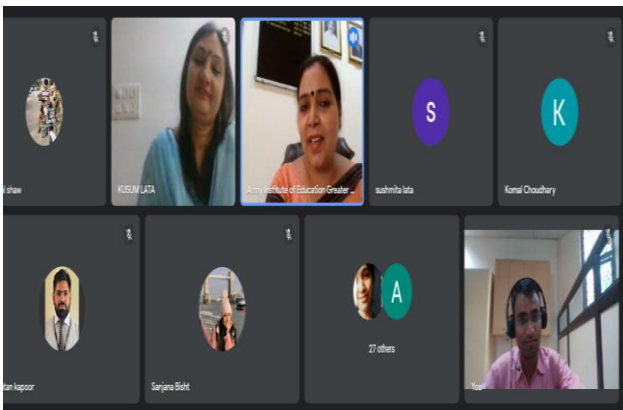 l shaw
KUSUM LATA
Army Institute of Education Greater ...
S
sushmita lata
K
Komal Choudhary
tan kapoor
Sanjana Bisht
A
27 others
You